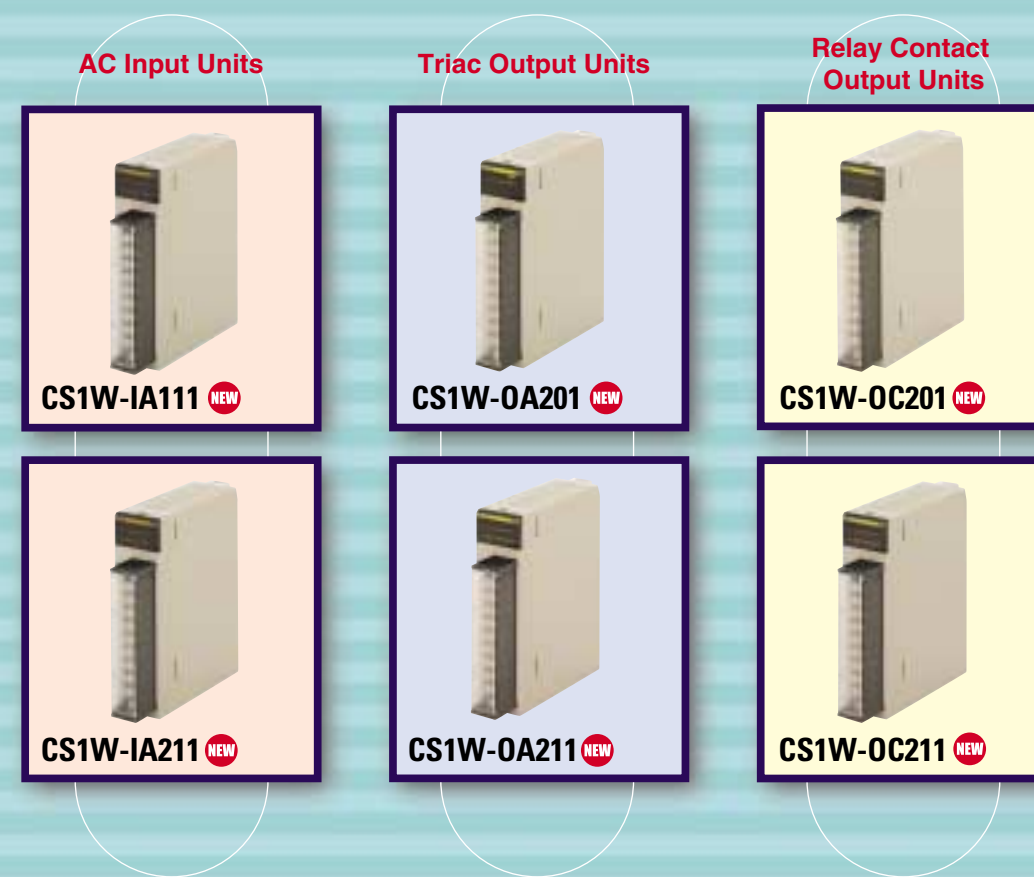 AC Input Units
Triac Output Units
Relay Contact
Output Units
CS1W-IA111 NEW
CS1W-OA201 NEW
CS1W-OC201 NEW
CS1W-IA211 NEW
CS1W-OA211 NEW
CS1W-OC211 NEW